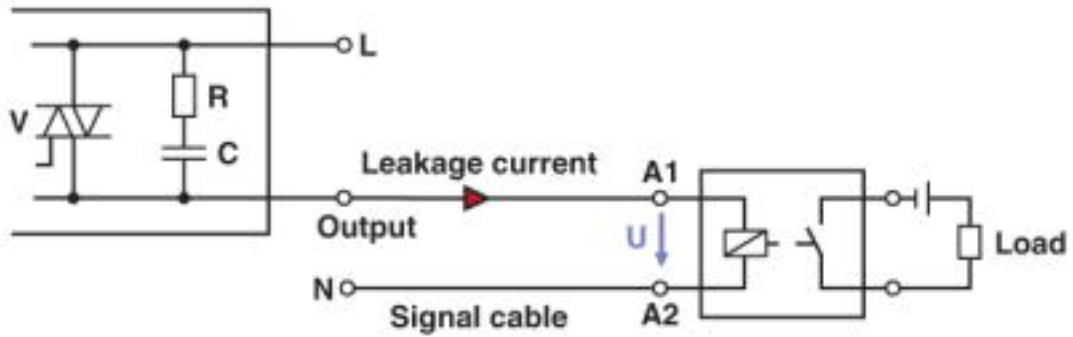 L
V
R
C
Leakage current
A1
Output
U
Load
N
Signal cable
A2